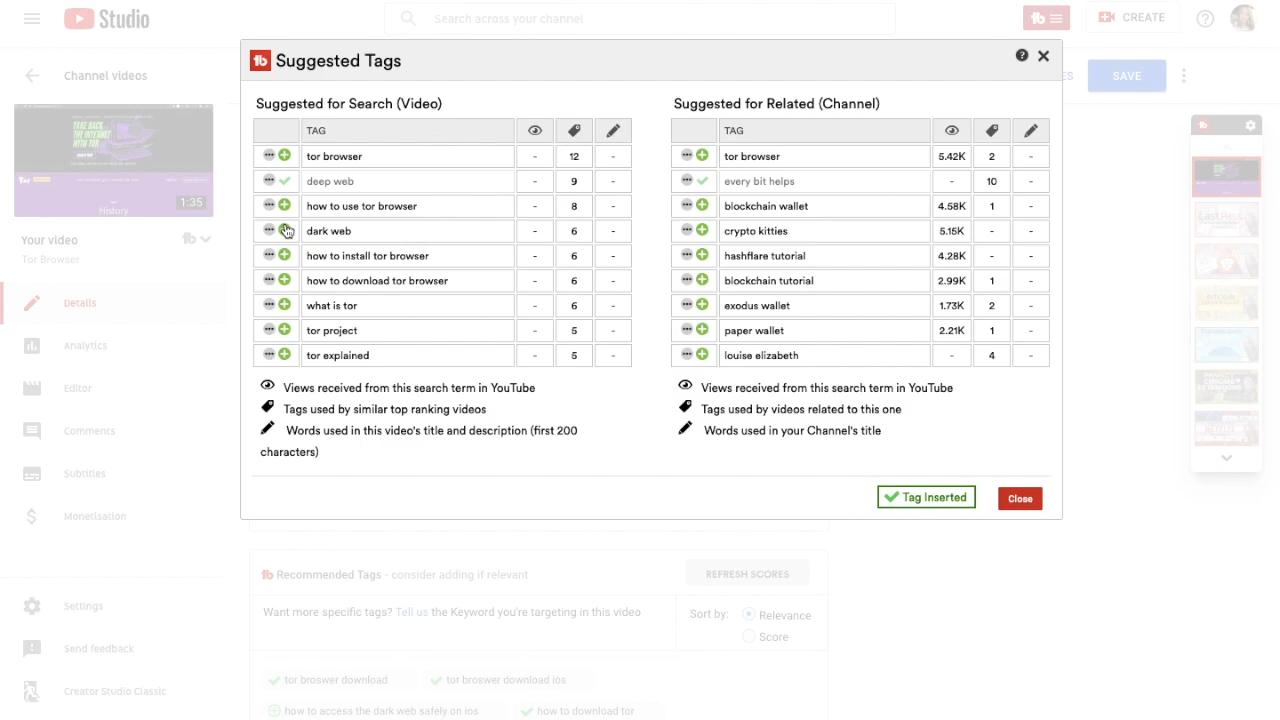 Studio
Search across your channel
CREATE
Channel videos
ES
SAVE
Suggested Tags
Suggested for Search (Video)
TAG
tor browser - 12 -
deep web - 9 -
how to use tor browser - 8 -
dark web - 6 -
how to install tor browser - 6 -
how to download tor browser - 6 -
what is tor - 6 -
tor project - 5 -
tor explained - 5 -
Views received from this search term in YouTube
Tags used by similar top ranking videos
Words used in this video's title and description (first 200
characters)
Suggested for Related (Channel)
TAG
tor browser 5.42K 2 -
every bit helps - 10 -
blockchain wallet 4.58K 1 -
crypto kitties 5.15K - -
hashflare tutorial 4.28K - -
blockchain tutorial 2.99K 1 -
exodus wallet 1.73K 2 -
paper wallet 2.21K 1 -
louise elizabeth - 4 -
Views received from this search term in YouTube
Tags used by videos related to this one
Words used in your Channel's title
Tag Inserted
Close
TAKE BACK
THE INTERNET
WITH TOR
History
1:35
Your video
Tor Browser
Details
Analytics
Editor
Comments
Subtitles
Monetisation
Settings
Send feedback
Creator Studio Classic
Recommended Tags - consider adding if relevant
REFRESH SCORES
Want more specific tags? Tell us the Keyword you're targeting in this video
Sort by:
Relevance
Score
tor broswer download
tor broswer download ios
how to access the dark web safely on ios
how to download tor